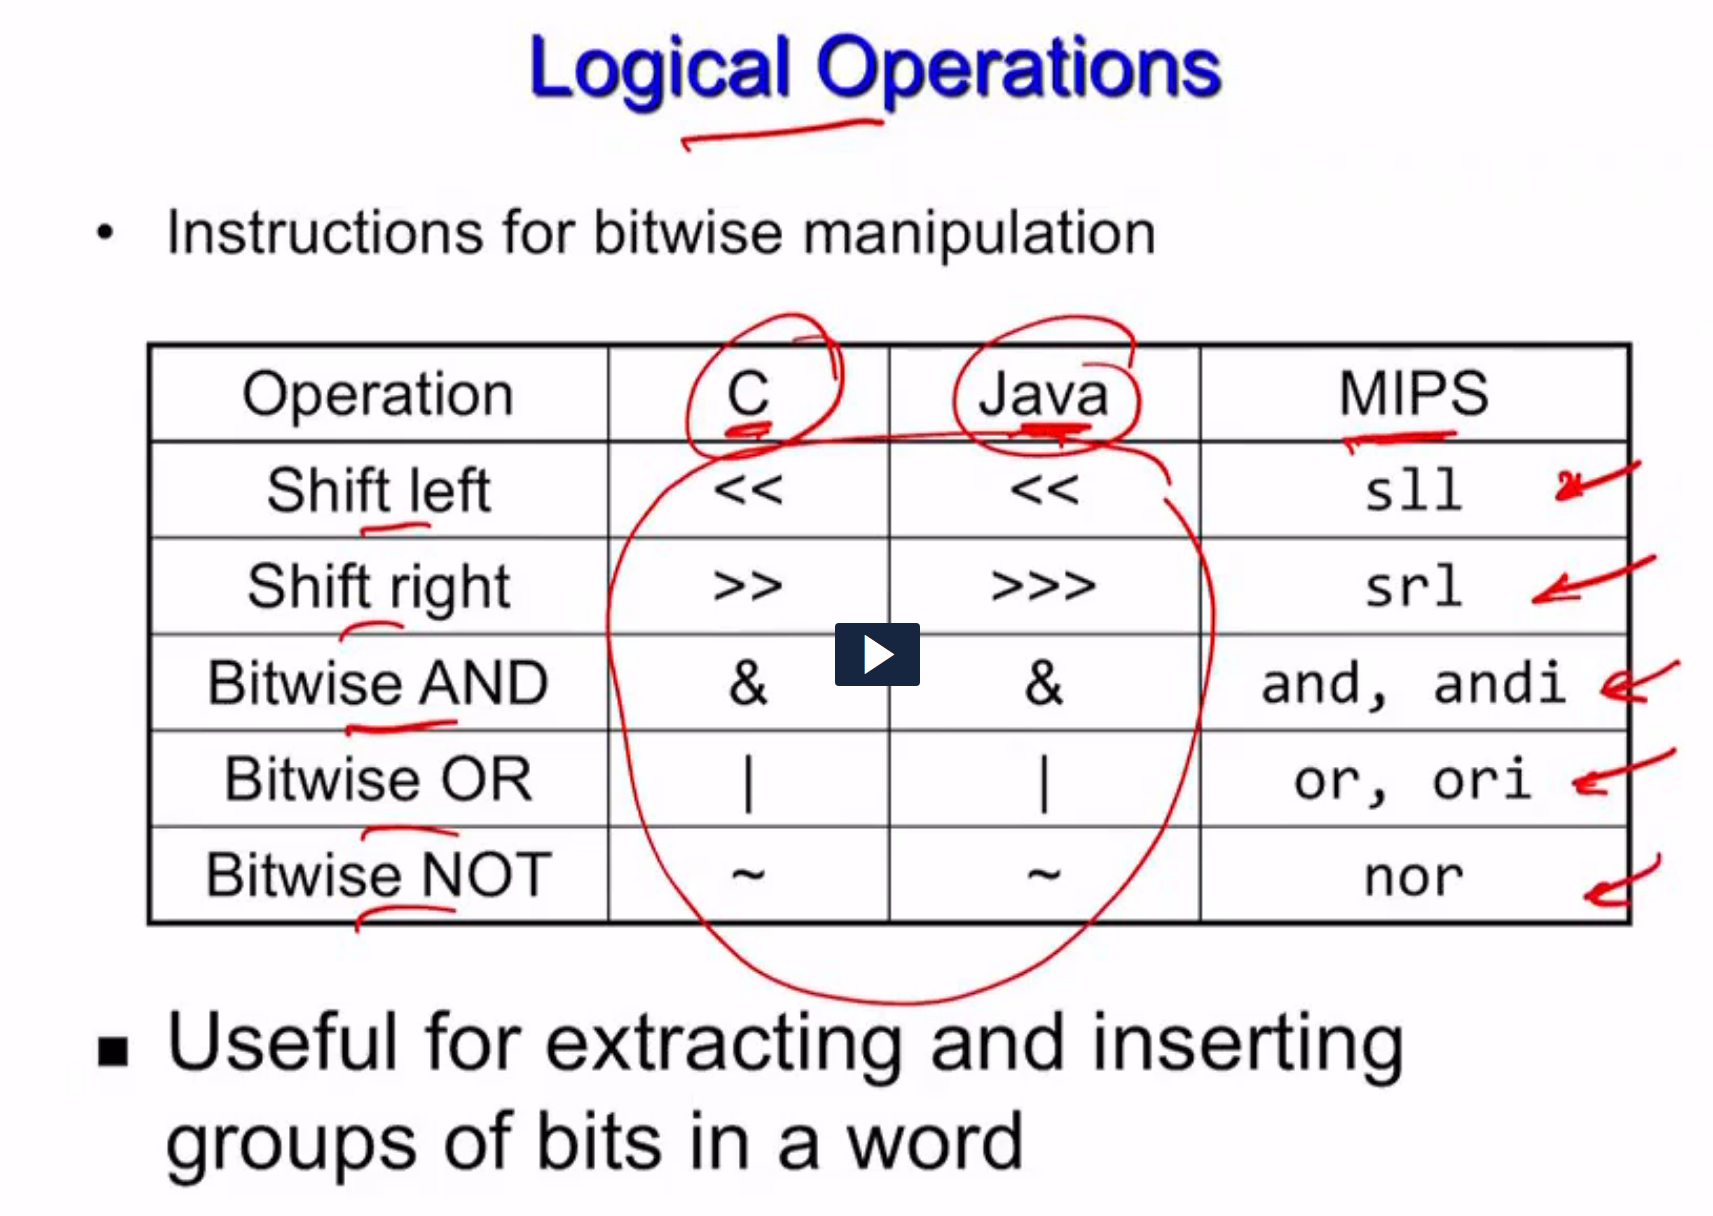 Logical Operations
• Instructions for bitwise manipulation
Operation C Java MIPS
Shift left << << sll
Shift right >> >>> srl
Bitwise AND & & and, andi
Bitwise OR | | or, ori
Bitwise NOT ~ ~ nor
■ Useful for extracting and inserting
groups of bits in a word